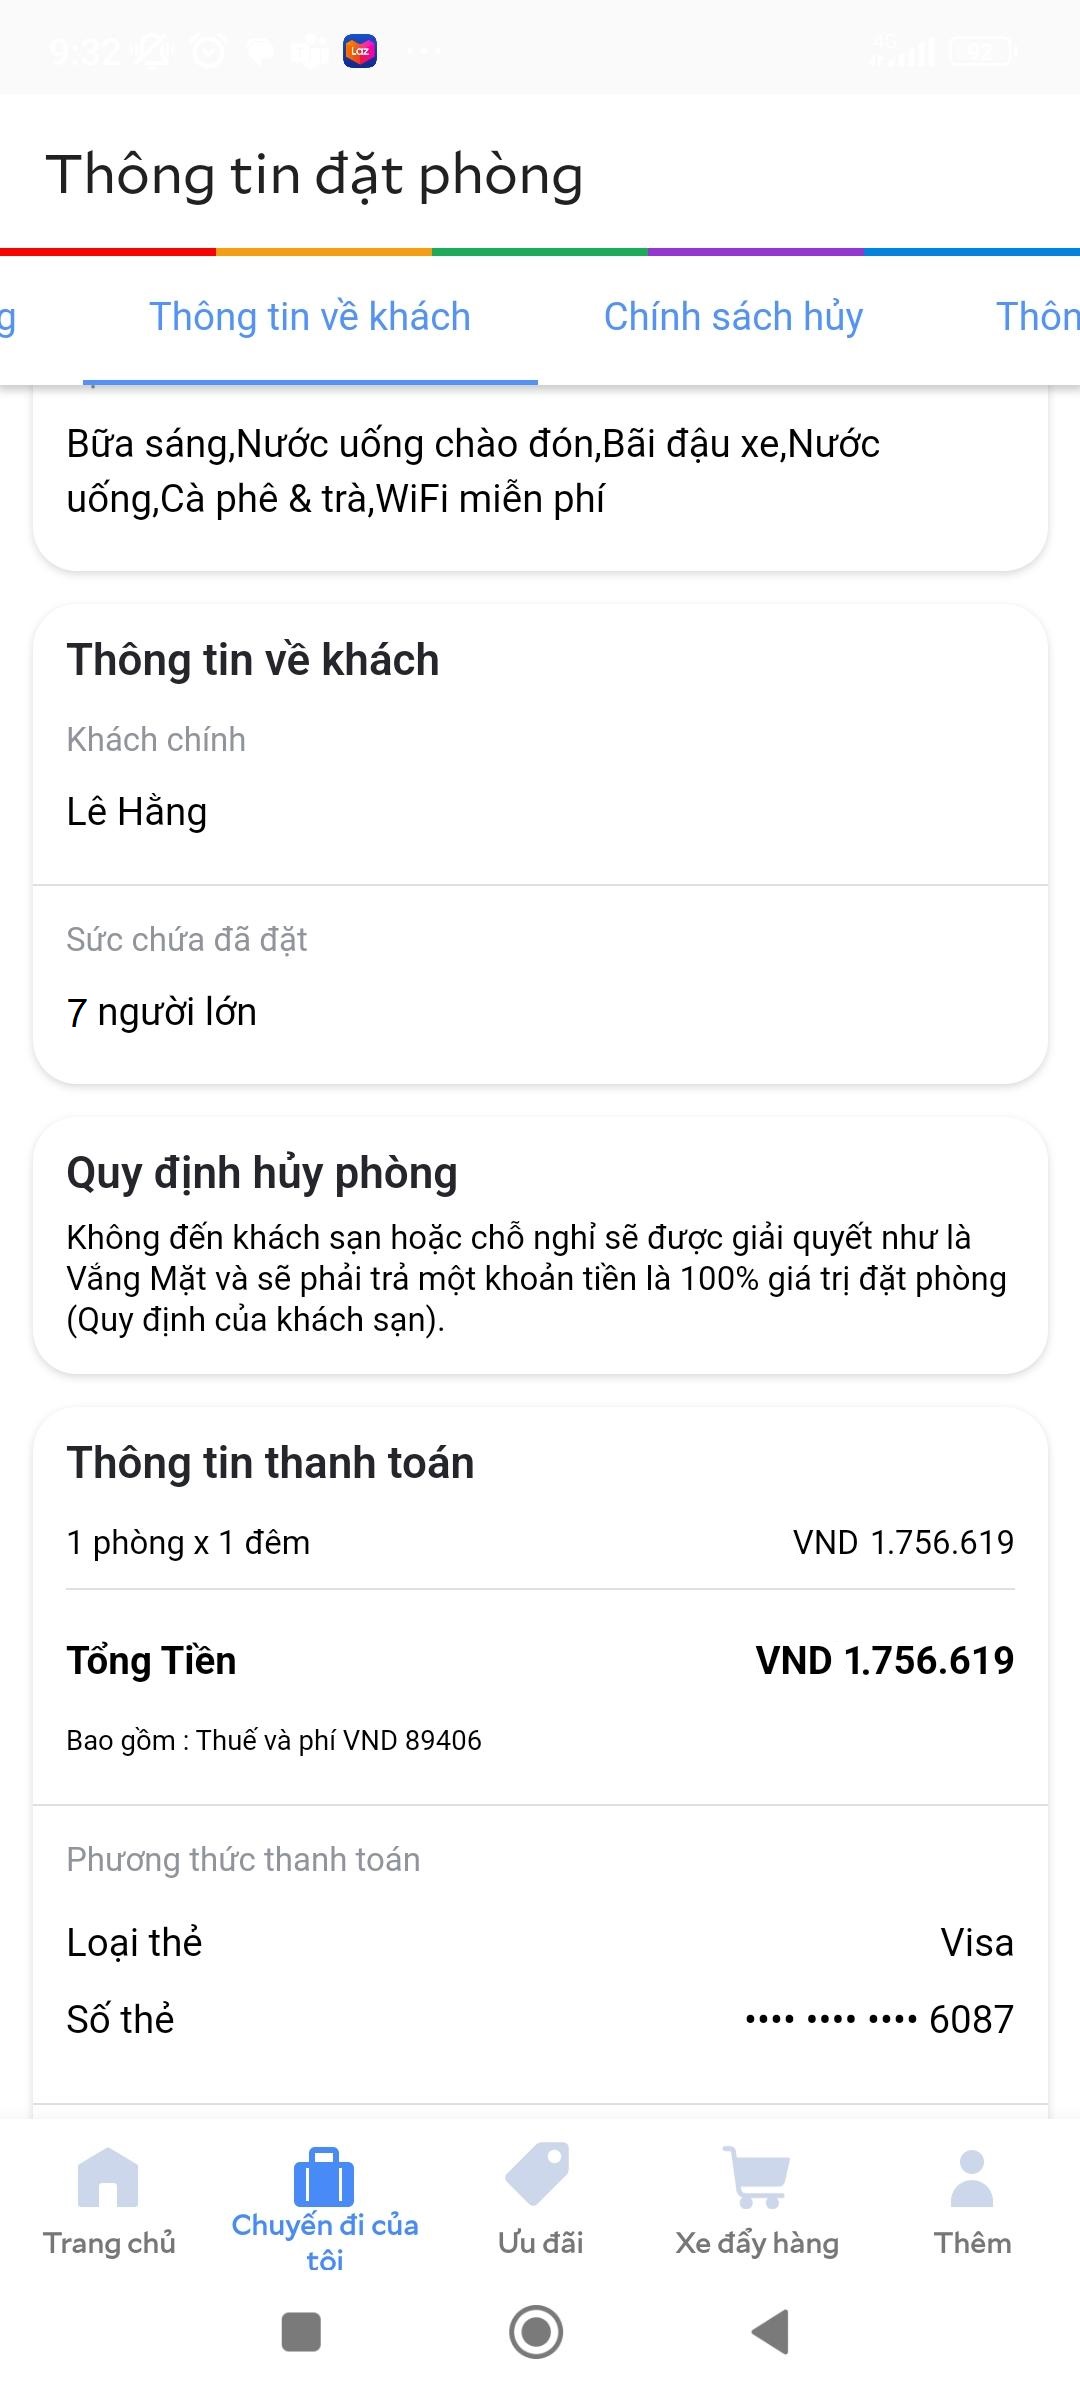 9:32
Laz
4G
92
Thông tin đặt phòng
g
Thông tin về khách
Chính sách hủy
Thôn
Bữa sáng,Nước uống chào đón,Bãi đậu xe,Nước
uống,Cà phê & trà,WiFi miễn phí
Thông tin về khách
Khách chính
Lê Hằng
Sức chứa đã đặt
7 người lớn
Quy định hủy phòng
Không đến khách sạn hoặc chỗ nghỉ sẽ được giải quyết như là
Vắng Mặt và sẽ phải trả một khoản tiền là 100% giá trị đặt phòng
(Quy định của khách sạn).
Thông tin thanh toán
1 phòng x 1 đêm VND 1.756.619
Tổng Tiền VND 1.756.619
Bao gồm : Thuế và phí VND 89406
Phương thức thanh toán
Loại thẻ Visa
Số thẻ •••• •••• •••• 6087
Trang chủ
Chuyến đi của
tôi
Ưu đãi
Xe đẩy hàng
Thêm